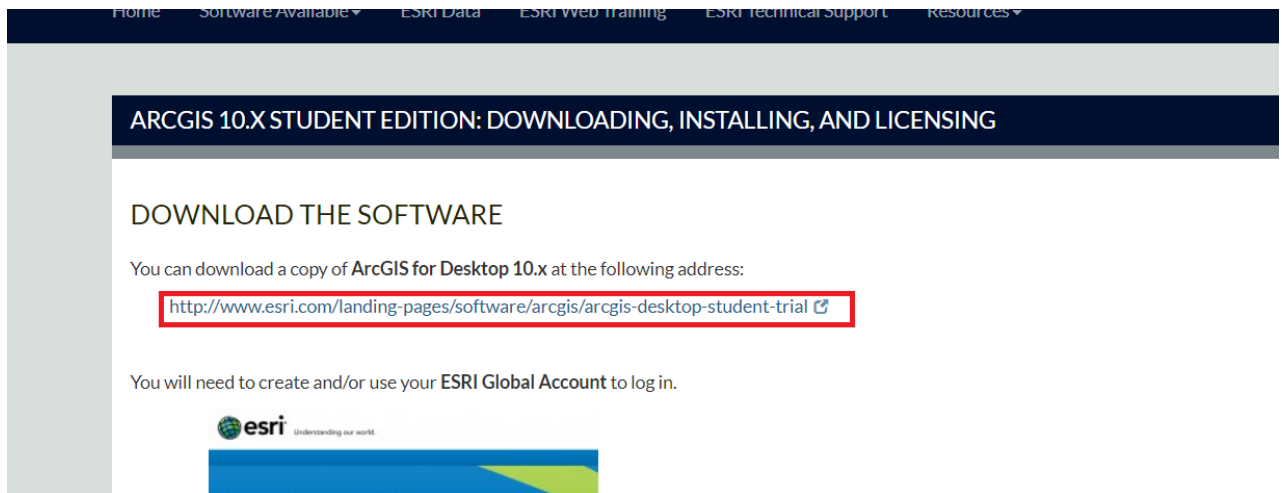 Home Software Available ESRI Data ESRI Web Training ESRI Technical Support Resources
ARCGIS 10.X STUDENT EDITION: DOWNLOADING, INSTALLING, AND LICENSING
DOWNLOAD THE SOFTWARE
You can download a copy of ArcGIS for Desktop 10.x at the following address:
http://www.esri.com/landing-pages/software/arcgis/arcgis-desktop-student-trial
You will need to create and/or use your ESRI Global Account to log in.
esri Understanding our world.